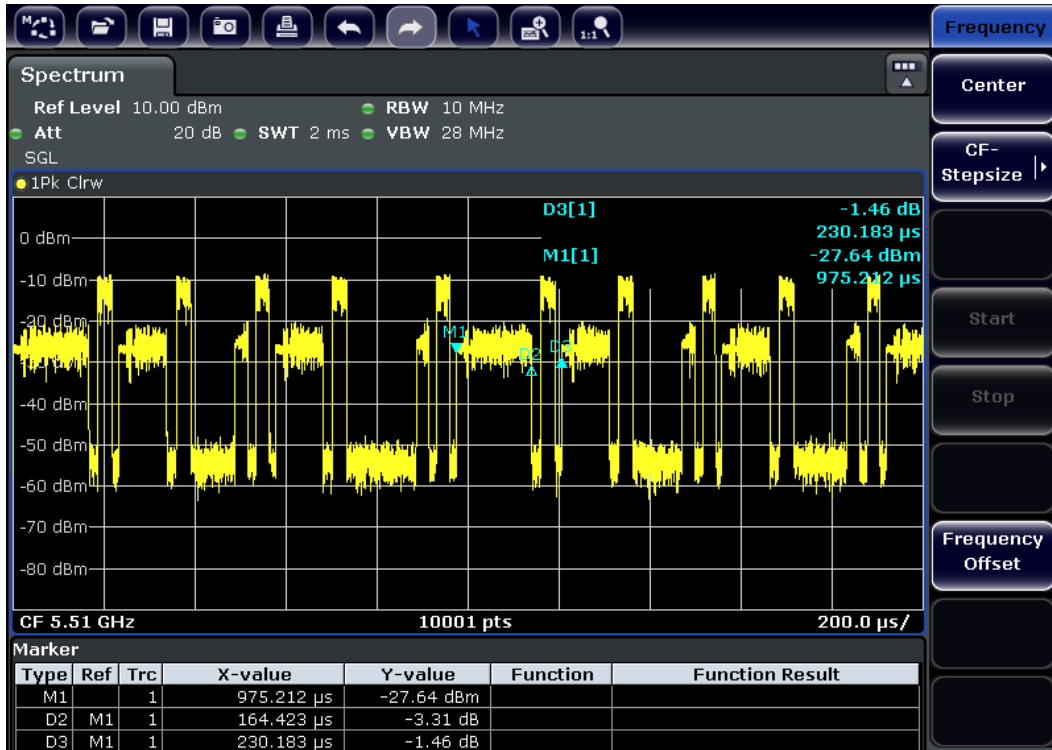 M
1:1
Frequency
Spectrum
Ref Level 10.00 dBm RBW 10 MHz
Att 20 dB SWT 2 ms VBW 28 MHz
SGL
1Pk Clrw
D3[1] -1.46 dB
230.183 µs
M1[1] -27.64 dBm
975.212 µs
0 dBm
-10 dBm
-20 dBm
M1
D2
D3
-40 dBm
-50 dBm
-60 dBm
-70 dBm
-80 dBm
CF 5.51 GHz 10001 pts 200.0 µs/
Marker
Type Ref Trc X-value Y-value Function Function Result
M1 1 975.212 µs -27.64 dBm
D2 M1 1 164.423 µs -3.31 dB
D3 M1 1 230.183 µs -1.46 dB
Center
CF-
Stepsize
Start
Stop
Frequency
Offset